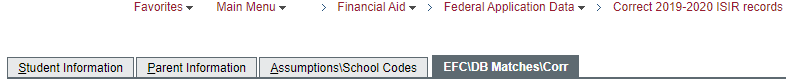 Favorites Main Menu > Financial Aid > Federal Application Data > Correct 2019-2020 ISIR records
Student Information Parent Information Assumptions\School Codes EFC\DB Matches\Corr